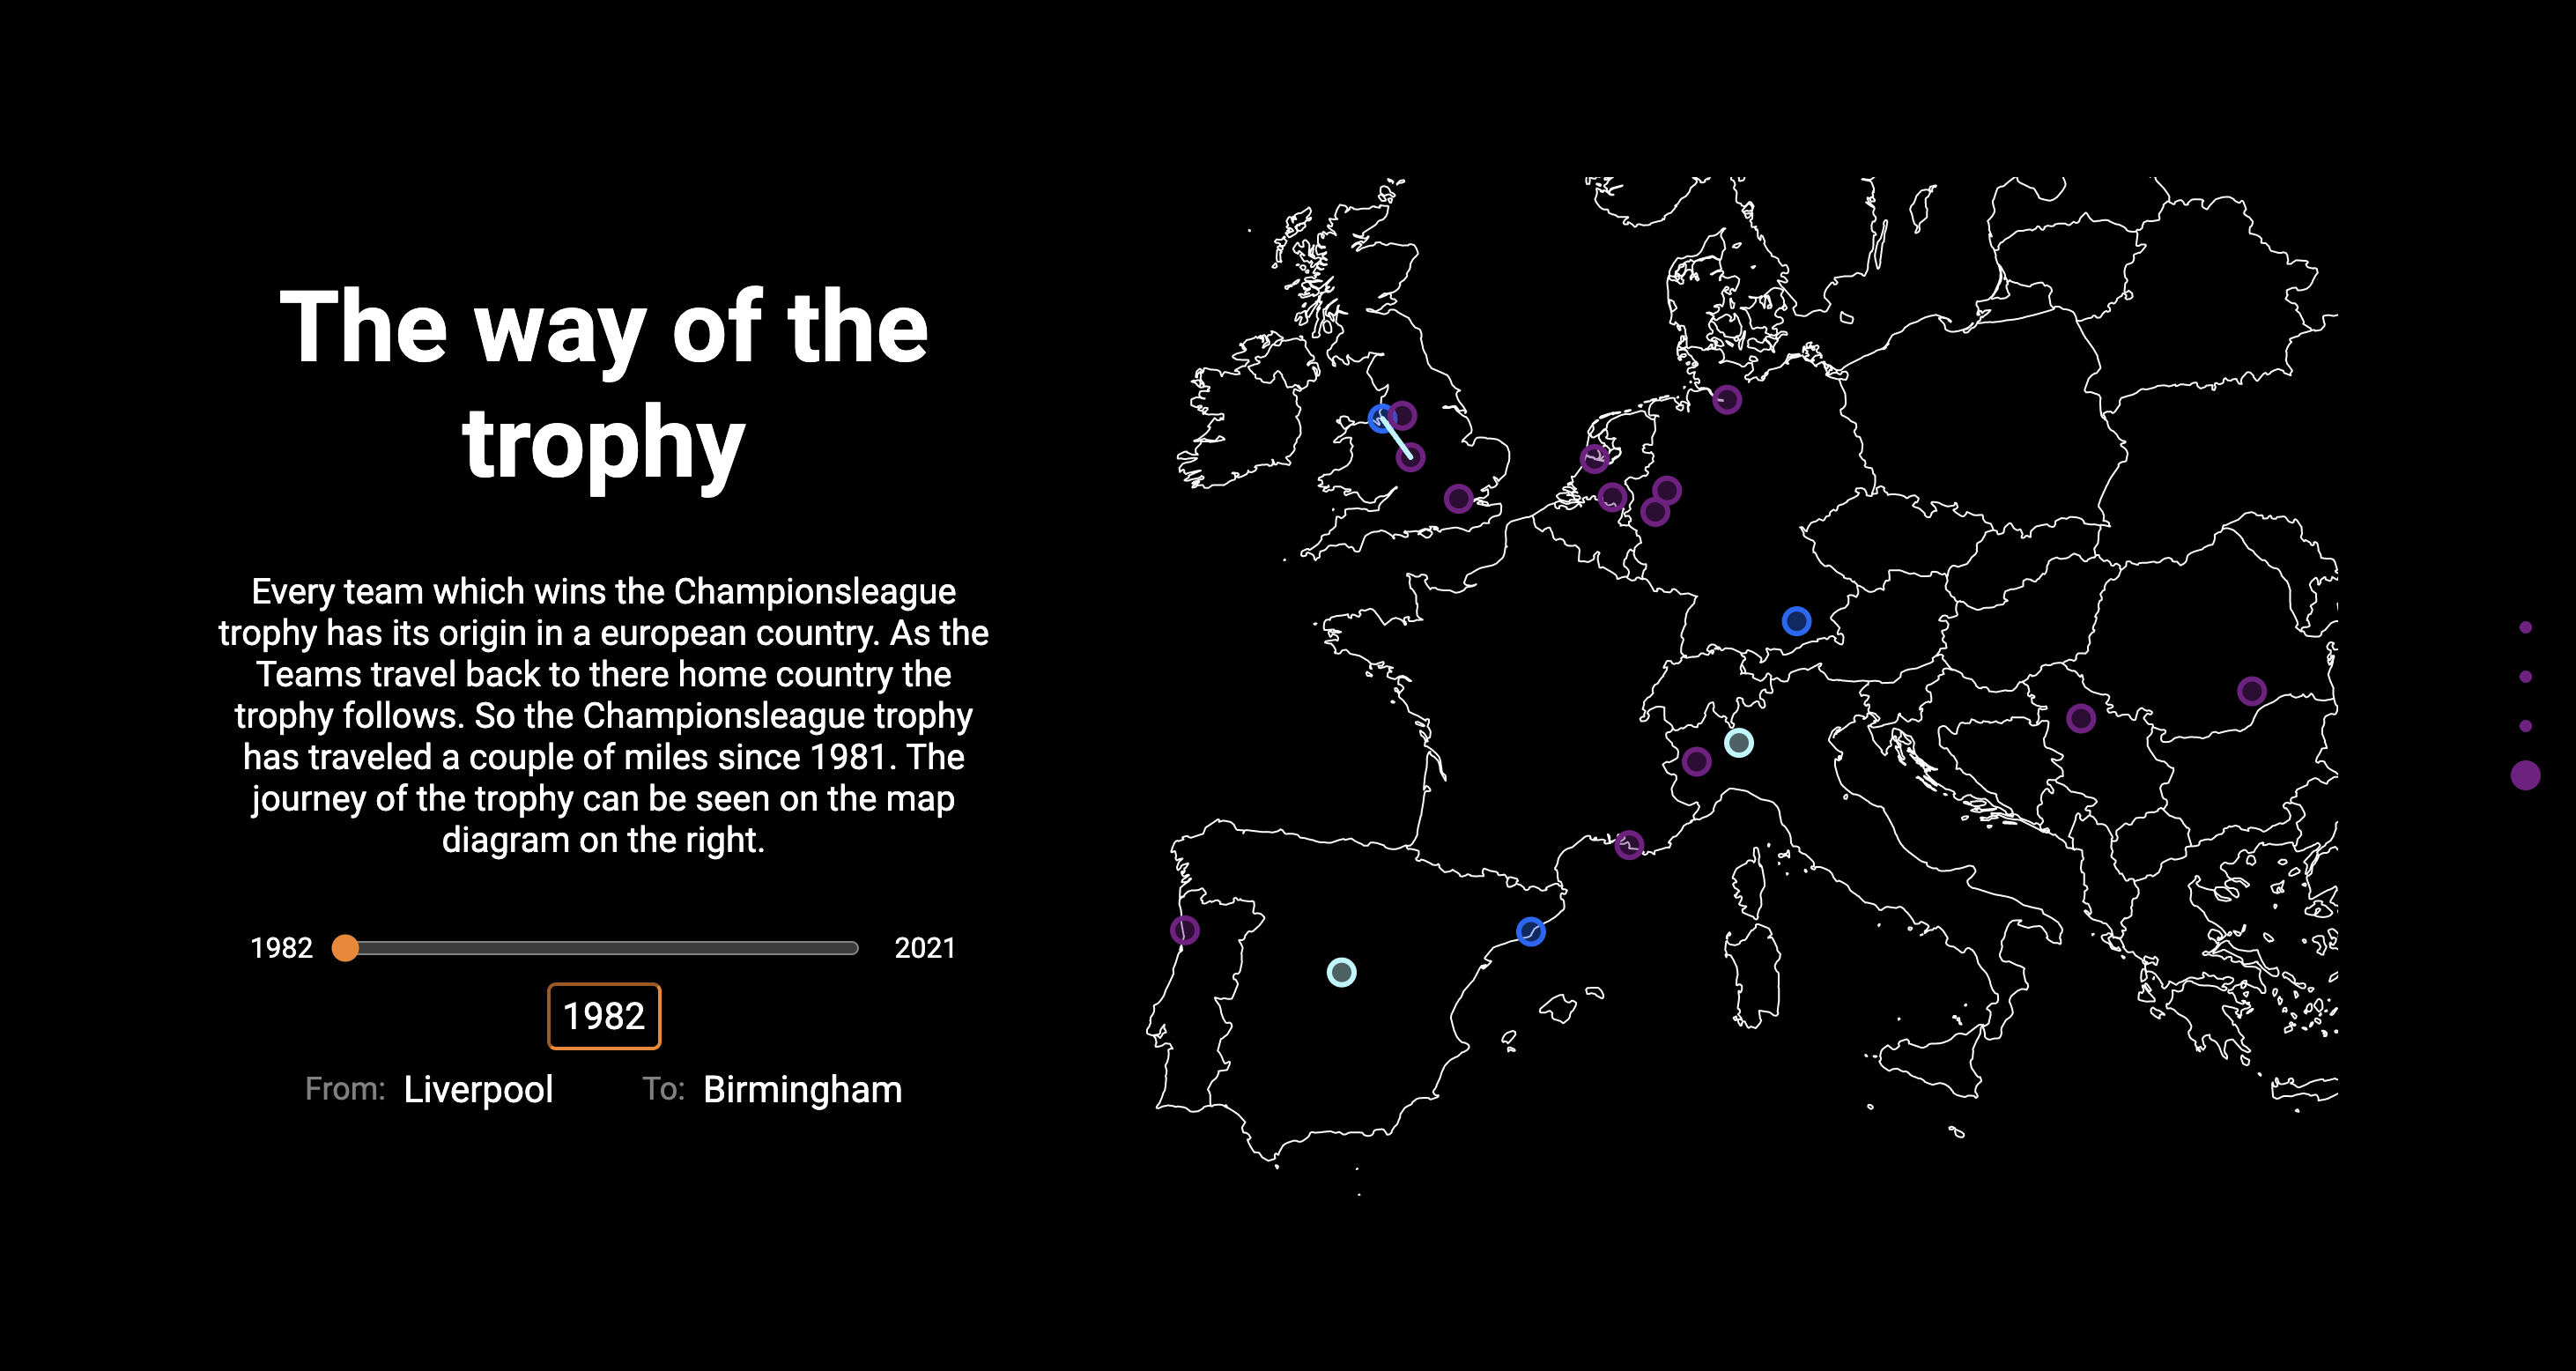 The way of the
trophy
Every team which wins the Championsleague
trophy has its origin in a european country. As the
Teams travel back to there home country the
trophy follows. So the Championsleague trophy
has traveled a couple of miles since 1981. The
journey of the trophy can be seen on the map
diagram on the right.
1982 2021
1982
From: Liverpool To: Birmingham